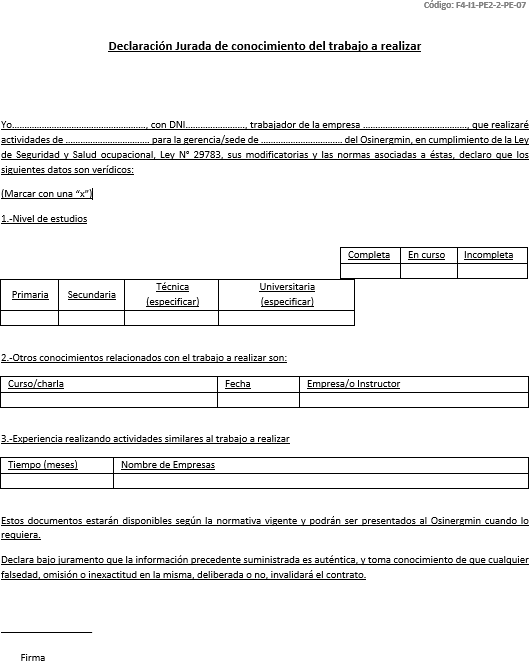 Código: F4-I1-PE2-2-PE-07
Declaración Jurada de conocimiento del trabajo a realizar
Yo……………………………………………, con DNI……………………, trabajador de la empresa ……………………………………, que realizaré
actividades de …………………………… para la gerencia/sede de …………………………… del Osinergmin, en cumplimiento de la Ley
de Seguridad y Salud ocupacional, Ley N° 29783, sus modificatorias y las normas asociadas a éstas, declaro que los
siguientes datos son verídicos:
(Marcar con una “x”)
1.-Nivel de estudios
Completa En curso Incompleta
Primaria Secundaria Técnica (especificar) Universitaria (especificar)
2.-Otros conocimientos relacionados con el trabajo a realizar son:
Curso/charla Fecha Empresa/o Instructor
3.-Experiencia realizando actividades similares al trabajo a realizar
Tiempo (meses) Nombre de Empresas
Estos documentos estarán disponibles según la normativa vigente y podrán ser presentados al Osinergmin cuando lo
requiera.
Declara bajo juramento que la información precedente suministrada es auténtica, y toma conocimiento de que cualquier
falsedad, omisión o inexactitud en la misma, deliberada o no, invalidará el contrato.
Firma